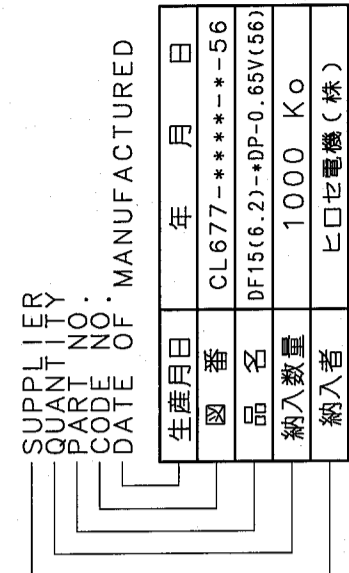 SUPPLIER
QUANTITY
PART NO.
CODE NO.
DATE OF MANUFACTURED
生産月日 年 月 日
図番 CL677-****-*-56
品名 DF15(6.2)-*DP-0.65V(56)
納入数量 1000 Ko
納入者 ヒロセ電機(株)